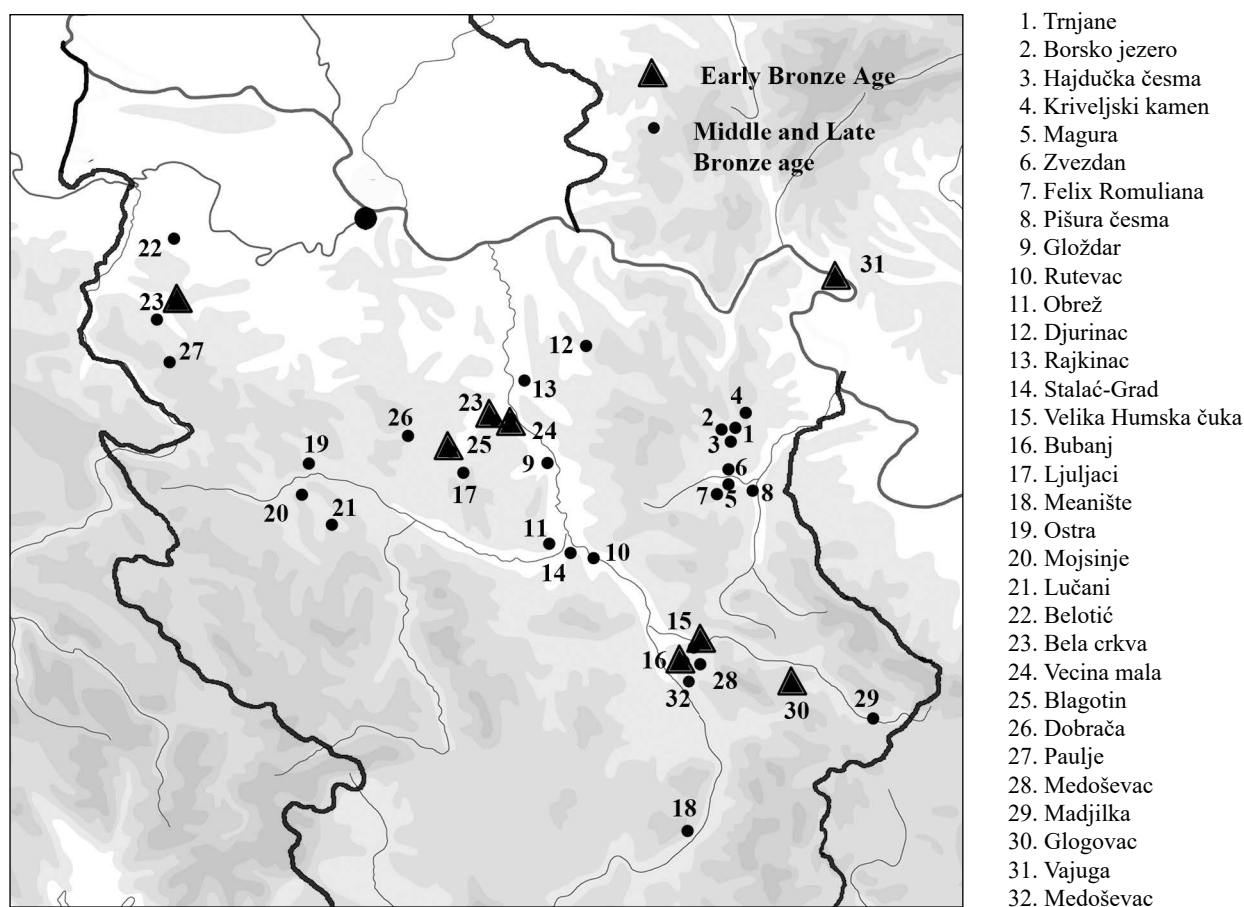 Early Bronze Age
Middle and Late
Bronze age
31
22
23
27
12
13
4
2
1
3
26
23
24
25
19
9
17
6
7
5
8
20
21
11
14
10
15
16
28
32
30
29
18
1. Trnjane
2. Borsko jezero
3. Hajdučka česma
4. Kriveljski kamen
5. Magura
6. Zvezdan
7. Felix Romuliana
8. Pišura česma
9. Gloždar
10. Rutevac
11. Obrež
12. Djurinac
13. Rajkinac
14. Stalać-Grad
15. Velika Humska čuka
16. Bubanj
17. Ljuljaci
18. Meanište
19. Ostra
20. Mojsinje
21. Lučani
22. Belotić
23. Bela crkva
24. Vecina mala
25. Blagotin
26. Dobrača
27. Paulje
28. Medoševac
29. Madjilka
30. Glogovac
31. Vajuga
32. Medoševac